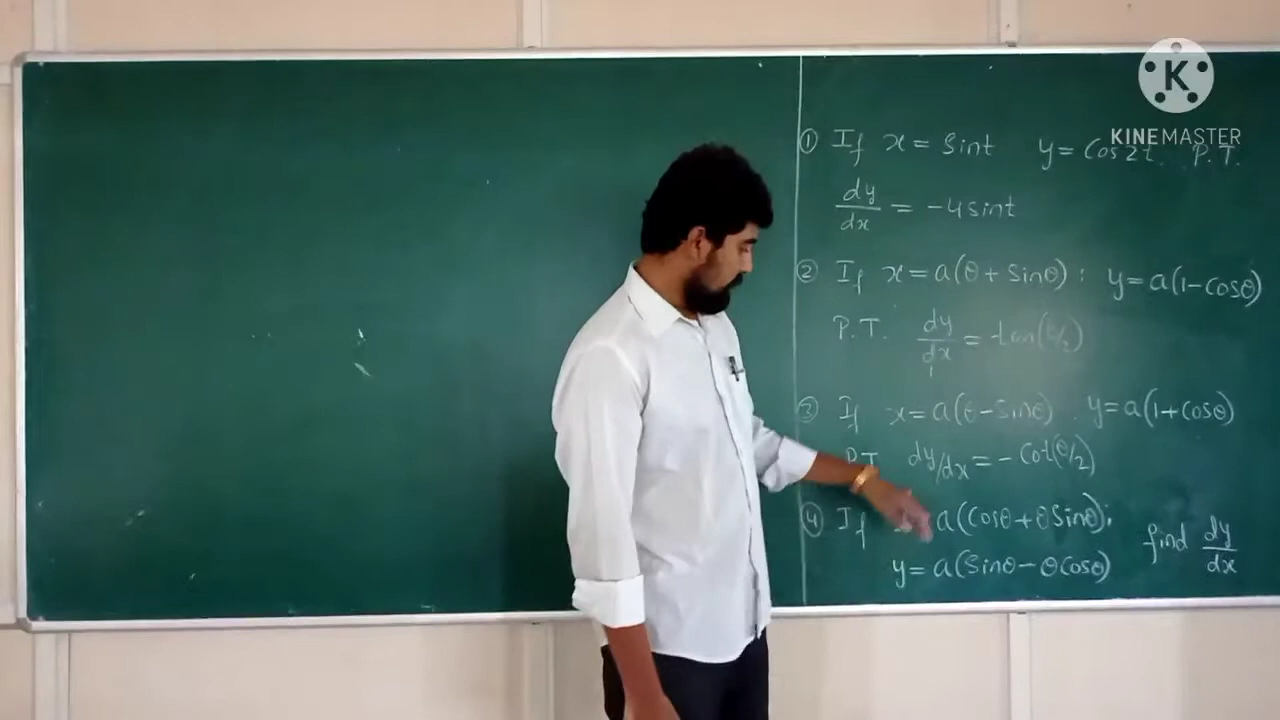 ① If x = Sint y = Cos2t. P.T.
dy/dx = -4sint
② If x = a(θ + Sinθ) : y = a(1-Cosθ)
P.T. dy/dx = tan(θ/2)
③ If x = a(θ - Sinθ) y = a(1+Cosθ)
P.T dy/dx = - Cot(θ/2)
④ If a(Cosθ + θSinθ);
y = a(Sinθ - θCosθ) find dy/dx
K
KINEMASTER